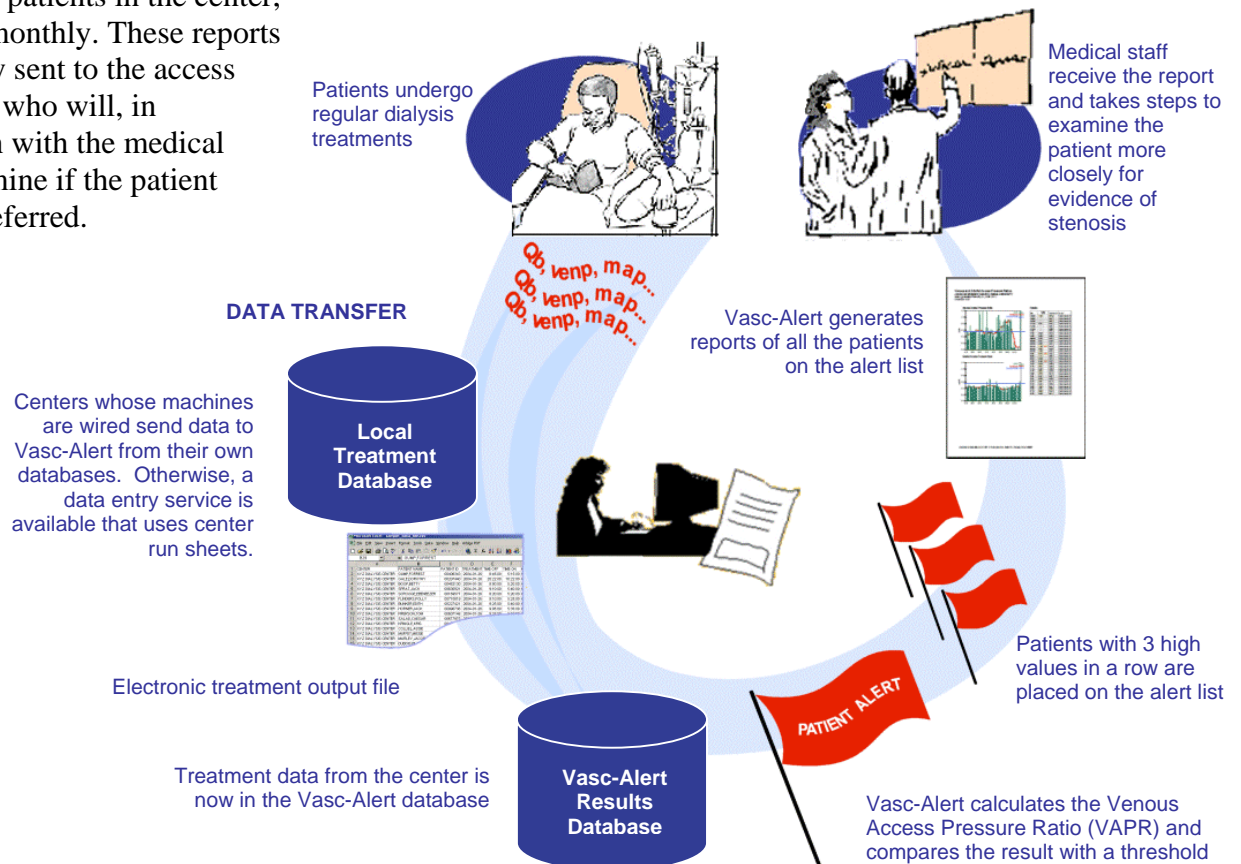 patients in the center,
monthly. These reports
sent to the access
who will, in
with the medical
if the patient
Patients undergo
regular dialysis
treatments
Medical staff
receive the report
and takes steps to
examine the
patient more
closely for
evidence of
stenosis
Qb, venp, map...
Qb, venp, map...
Qb, venp, map...
DATA TRANSFER
Vasc-Alert generates
reports of all the patients
on the alert list
Centers whose machines
are wired send data to
Vasc-Alert from their own
databases. Otherwise, a
data entry service is
available that uses center
run sheets.
Local
Treatment
Database
Electronic treatment output file
Patients with 3 high
values in a row are
placed on the alert list
PATIENT ALERT
Treatment data from the center is
now in the Vasc-Alert database
Vasc-Alert
Results
Database
Vasc-Alert calculates the Venous
Access Pressure Ratio (VAPR) and
compares the result with a threshold